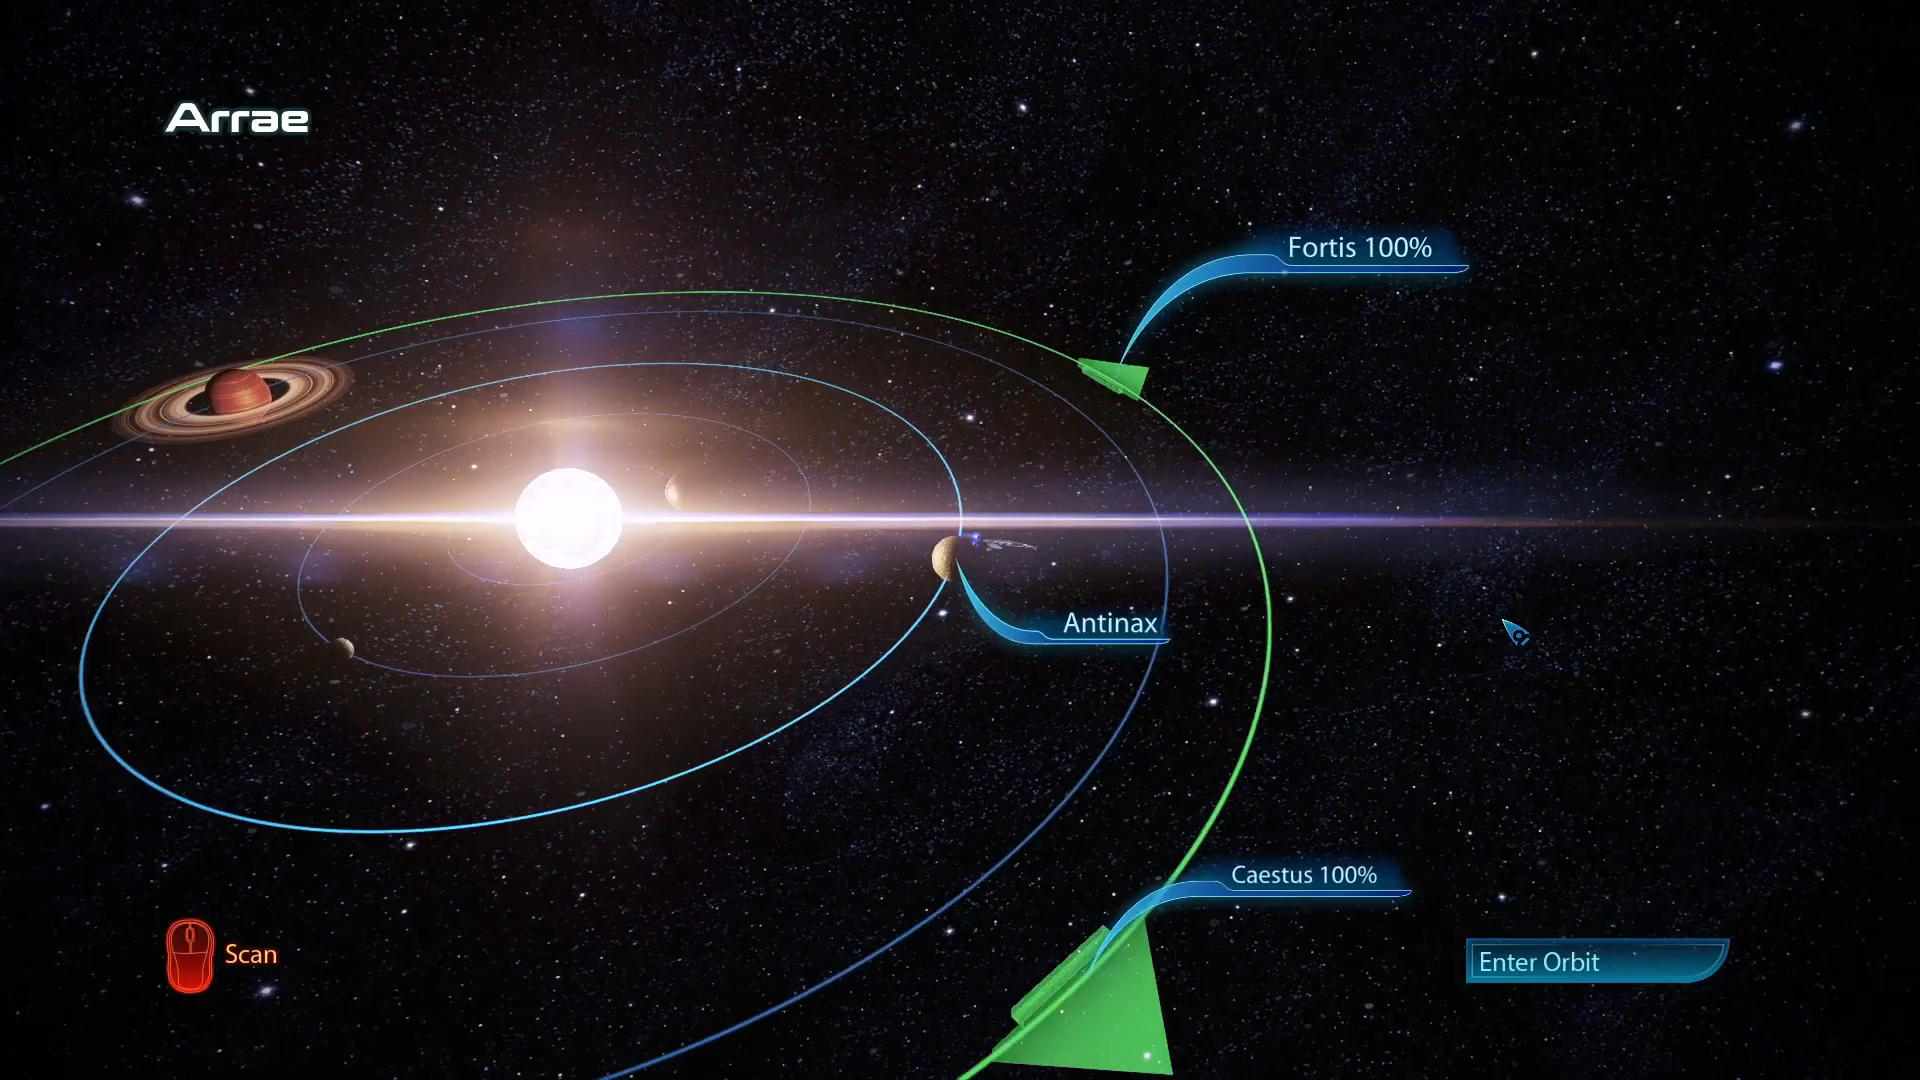 Arrae
Fortis 100%
Antinax
Caestus 100%
Scan
Enter Orbit